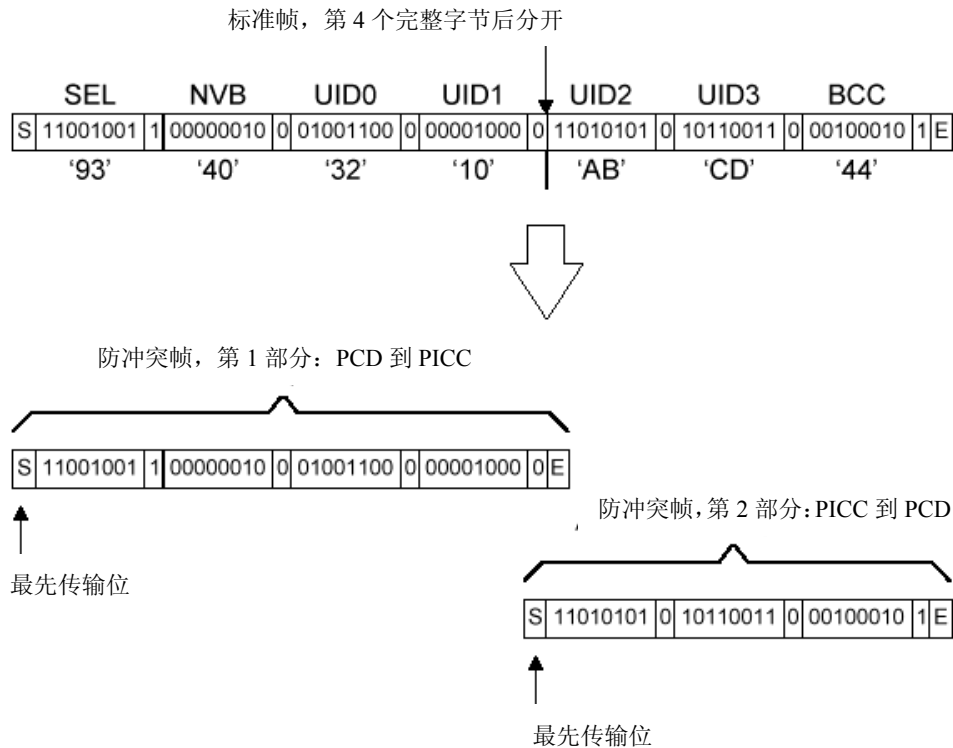 标准帧，第 4 个完整字节后分开
SEL NVB UID0 UID1 UID2 UID3 BCC
S 11001001 1 00000010 0 01001100 0 00001000 0 11010101 0 10110011 0 00100010 1 E
‘93’ ‘40’ ‘32’ ‘10’ ‘AB’ ‘CD’ ‘44’
防冲突帧，第 1 部分：PCD 到 PICC
S 11001001 1 00000010 0 01001100 0 00001000 0 E
最先传输位
防冲突帧，第 2 部分：PICC 到 PCD
S 11010101 0 10110011 0 00100010 1 E
最先传输位